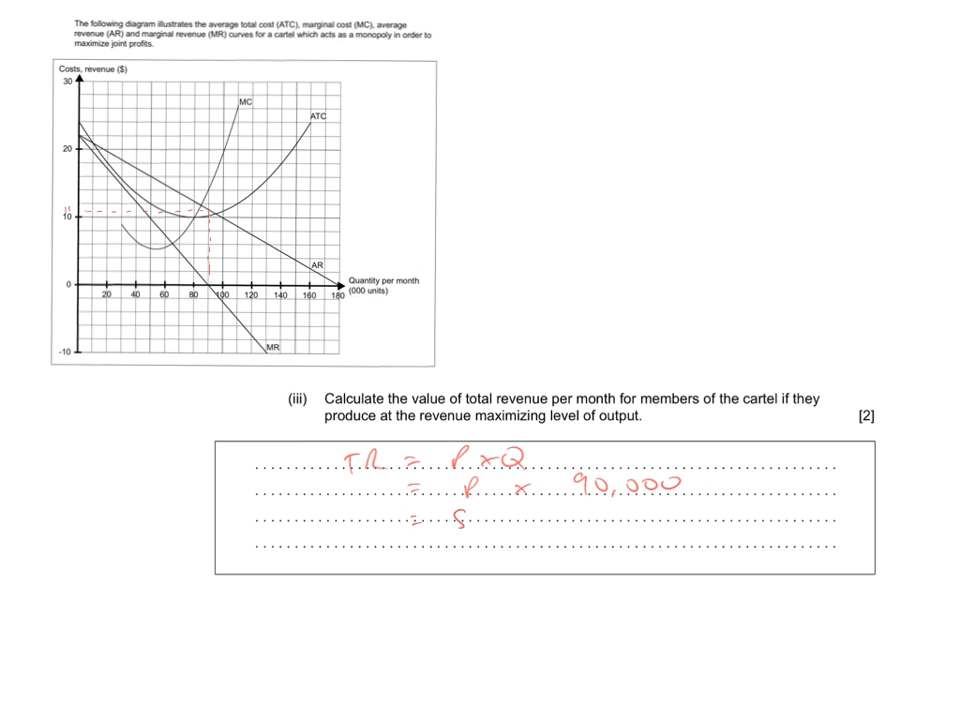 The following diagram illustrates the average total cost (ATC), marginal cost (MC), average
revenue (AR) and marginal revenue (MR) curves for a cartel which acts as a monopoly in order to
maximize joint profits.
Costs, revenue ($)
30
MC
ATC
20
11
10
AR
0
Quantity per month
(000 units)
20 40 60 80 100 120 140 160 180
-10
MR
(iii) Calculate the value of total revenue per month for members of the cartel if they
produce at the revenue maximizing level of output. [2]
TR = P x Q
= P x 90,000
=